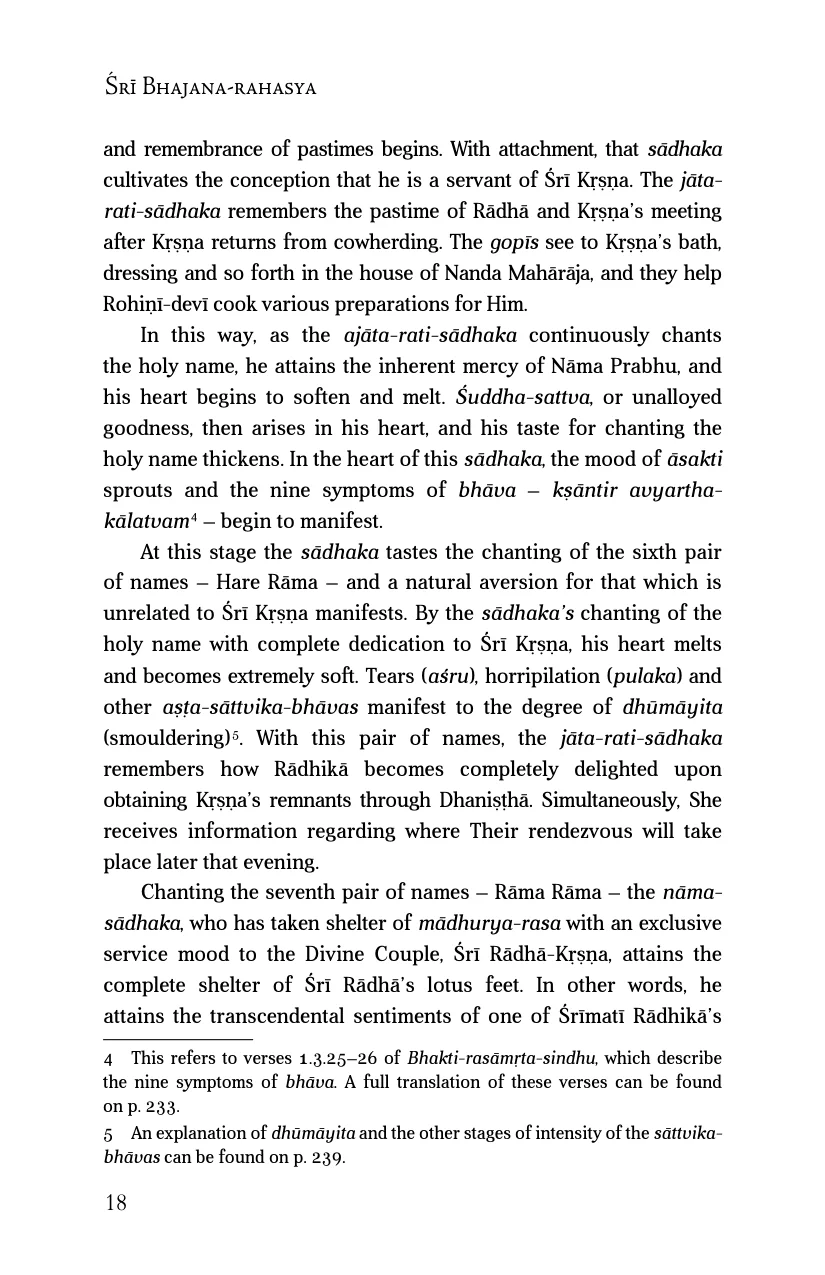 Śrī Bhajana-rahasya
and remembrance of pastimes begins. With attachment, that sādhaka
cultivates the conception that he is a servant of Śrī Kṛṣṇa. The jāta-
rati-sādhaka remembers the pastime of Rādhā and Kṛṣṇa’s meeting
after Kṛṣṇa returns from cowherding. The gopīs see to Kṛṣṇa’s bath,
dressing and so forth in the house of Nanda Mahārāja, and they help
Rohiṇī-devī cook various preparations for Him.
In this way, as the ajāta-rati-sādhaka continuously chants
the holy name, he attains the inherent mercy of Nāma Prabhu, and
his heart begins to soften and melt. Śuddha-sattva, or unalloyed
goodness, then arises in his heart, and his taste for chanting the
holy name thickens. In the heart of this sādhaka, the mood of āsakti
sprouts and the nine symptoms of bhāva – kṣāntir avyartha-
kālatvam4 – begin to manifest.
At this stage the sādhaka tastes the chanting of the sixth pair
of names – Hare Rāma – and a natural aversion for that which is
unrelated to Śrī Kṛṣṇa manifests. By the sādhaka’s chanting of the
holy name with complete dedication to Śrī Kṛṣṇa, his heart melts
and becomes extremely soft. Tears (aśru), horripilation (pulaka) and
other aṣṭa-sāttvika-bhāvas manifest to the degree of dhūmāyita
(smouldering)5. With this pair of names, the jāta-rati-sādhaka
remembers how Rādhikā becomes completely delighted upon
obtaining Kṛṣṇa’s remnants through Dhaniṣṭhā. Simultaneously, She
receives information regarding where Their rendezvous will take
place later that evening.
Chanting the seventh pair of names – Rāma Rāma – the nāma-
sādhaka, who has taken shelter of mādhurya-rasa with an exclusive
service mood to the Divine Couple, Śrī Rādhā-Kṛṣṇa, attains the
complete shelter of Śrī Rādhā’s lotus feet. In other words, he
attains the transcendental sentiments of one of Śrīmatī Rādhikā’s
4 This refers to verses 1.3.25–26 of Bhakti-rasāmṛta-sindhu, which describe
the nine symptoms of bhāva. A full translation of these verses can be found
on p. 233.
5 An explanation of dhūmāyita and the other stages of intensity of the sāttvika-
bhāvas can be found on p. 239.
18